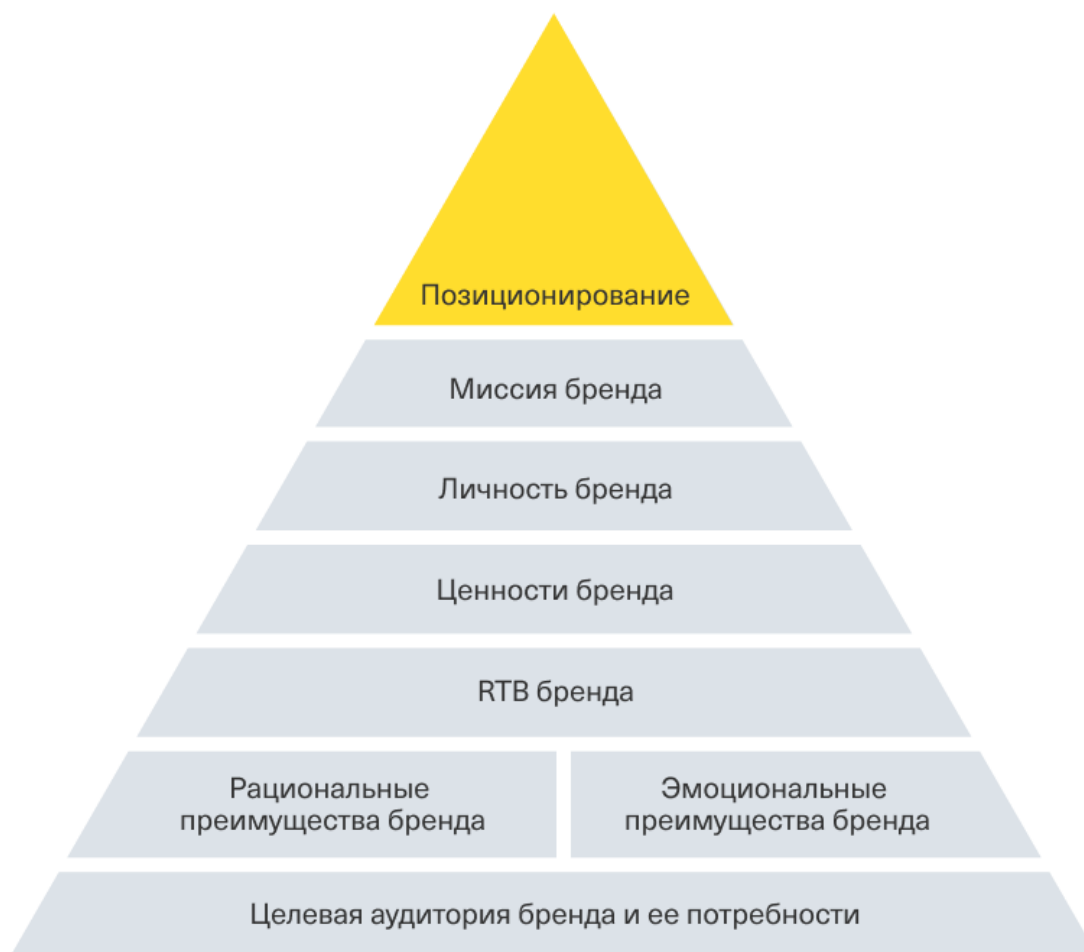 Позиционирование
Миссия бренда
Личность бренда
Ценности бренда
RTB бренда
Рациональные
преимущества бренда
Эмоциональные
преимущества бренда
Целевая аудитория бренда и ее потребности